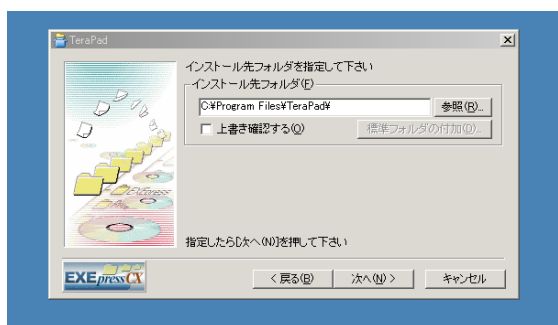 TeraPad
インストール先フォルダを指定して下さい
インストール先フォルダ(F)
C:¥Program Files¥TeraPad¥
参照(R)...
上書き確認する(O)
標準フォルダの付加(D)...
EXEpress
指定したら[次へ(N)]を押して下さい
EXEpress CX
< 戻る(B)
次へ(N) >
キャンセル